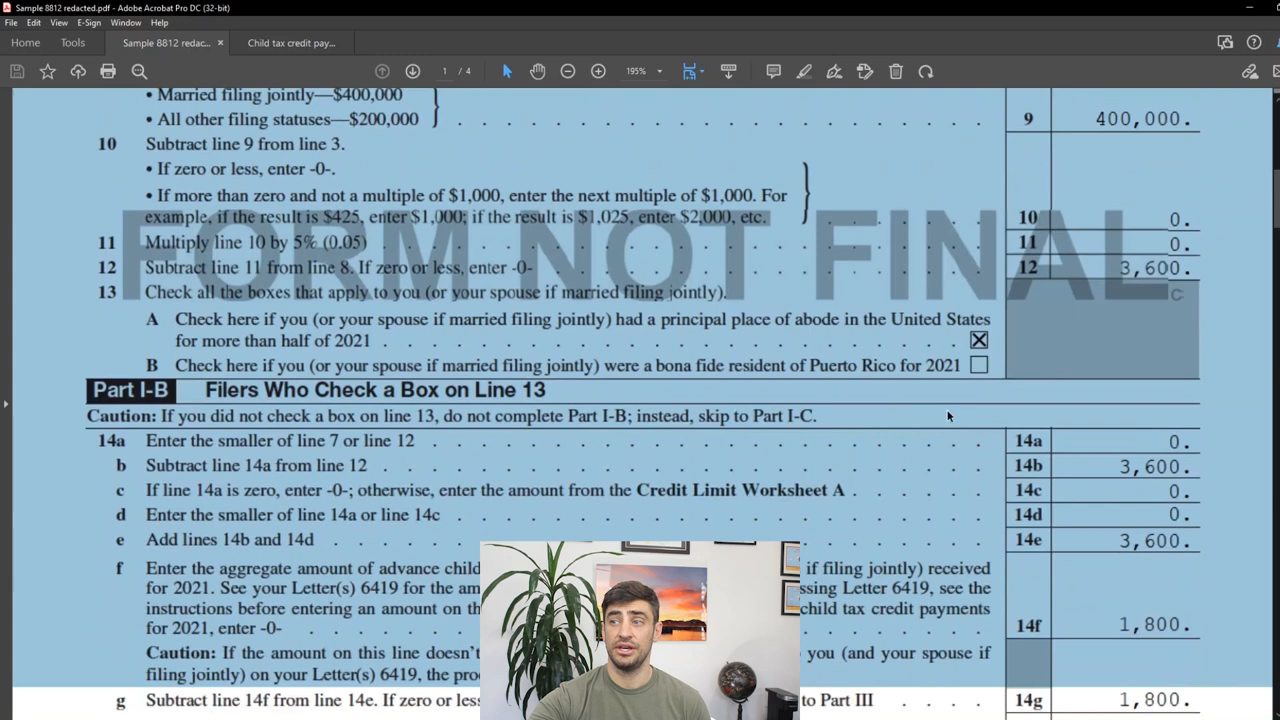 Sample 8812 redacted.pdf - Adobe Acrobat Pro DC (32-bit)
File Edit View E-Sign Window Help
Home Tools Sample 8812 redac... × Child tax credit pay...
1 / 4 195%
• Married filing jointly—$400,000
• All other filing statuses—$200,000 9 400,000.
10 Subtract line 9 from line 3.
• If zero or less, enter -0-.
• If more than zero and not a multiple of $1,000, enter the next multiple of $1,000. For
example, if the result is $425, enter $1,000; if the result is $1,025, enter $2,000, etc. 10 0.
FORM NOT FINAL
11 Multiply line 10 by 5% (0.05) 11 0.
12 Subtract line 11 from line 8. If zero or less, enter -0- 12 3,600.
13 Check all the boxes that apply to you (or your spouse if married filing jointly). C
A Check here if you (or your spouse if married filing jointly) had a principal place of abode in the United States
for more than half of 2021 X
B Check here if you (or your spouse if married filing jointly) were a bona fide resident of Puerto Rico for 2021
Part I-B Filers Who Check a Box on Line 13
Caution: If you did not check a box on line 13, do not complete Part I-B; instead, skip to Part I-C.
14a Enter the smaller of line 7 or line 12 14a 0.
b Subtract line 14a from line 12 14b 3,600.
c If line 14a is zero, enter -0-; otherwise, enter the amount from the Credit Limit Worksheet A 14c 0.
d Enter the smaller of line 14a or line 14c 14d 0.
e Add lines 14b and 14d 14e 3,600.
f Enter the aggregate amount of advance child if filing jointly) received
for 2021. See your Letter(s) 6419 for the am ssing Letter 6419, see the
instructions before entering an amount on th child tax credit payments
for 2021, enter -0- 14f 1,800.
Caution: If the amount on this line doesn't you (and your spouse if
filing jointly) on your Letter(s) 6419, the pro
g Subtract line 14f from line 14e. If zero or les to Part III 14g 1,800.